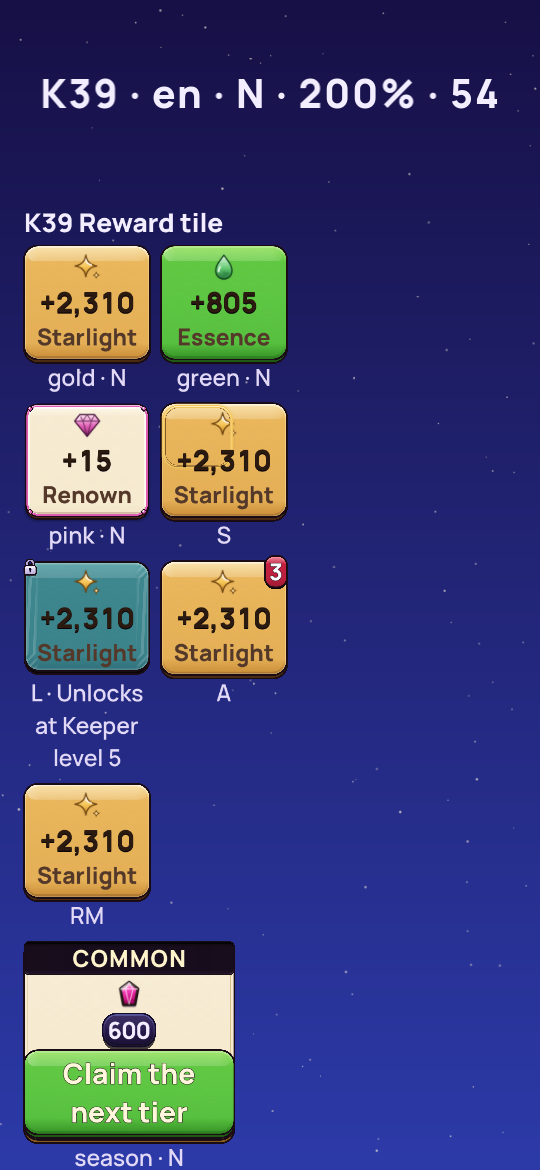 K39 · en · N · 200% · 54
K39 Reward tile
+2,310
Starlight
gold · N
+805
Essence
green · N
+15
Renown
pink · N
+2,310
Starlight
S
+2,310
Starlight
L · Unlocks
at Keeper
level 5
3
+2,310
Starlight
A
+2,310
Starlight
RM
COMMON
600
Claim the
next tier
season · N